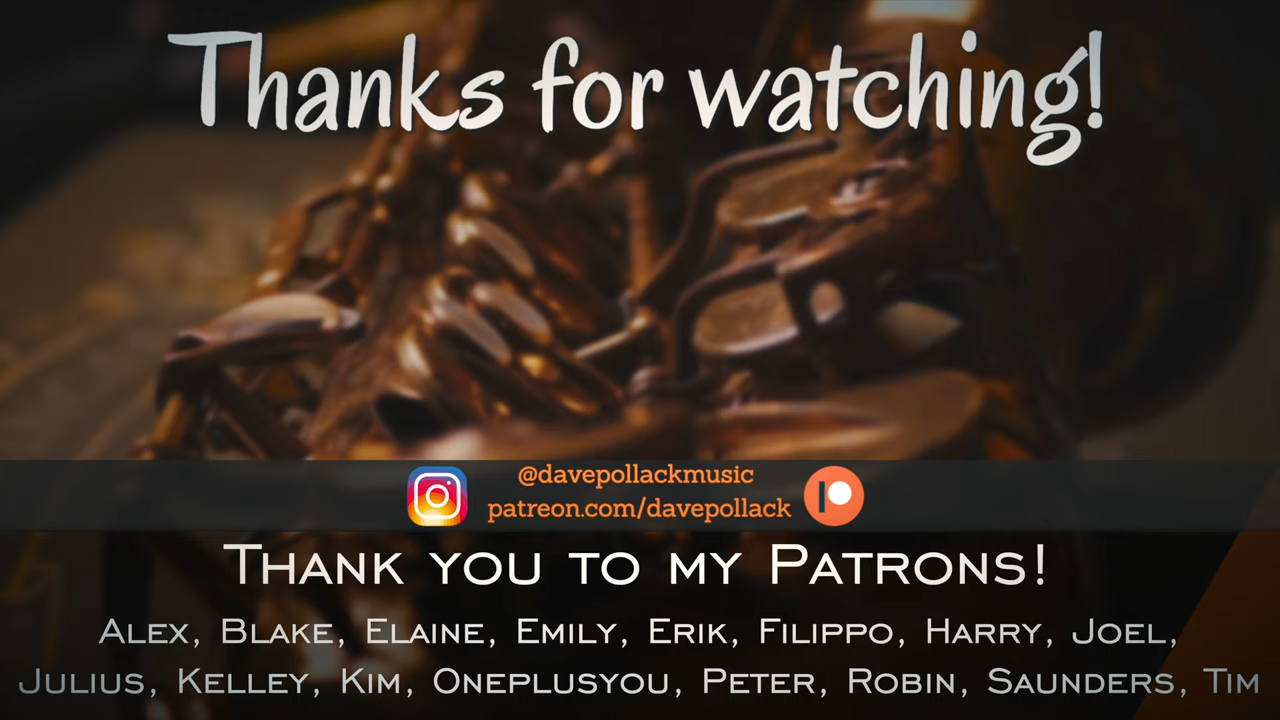 Thanks for watching!
@davepollackmusic
patreon.com/davepollack
Thank you to my Patrons!
Alex, Blake, Elaine, Emily, Erik, Filippo, Harry, Joel,
Julius, Kelley, Kim, Oneplusyou, Peter, Robin, Saunders, Tim